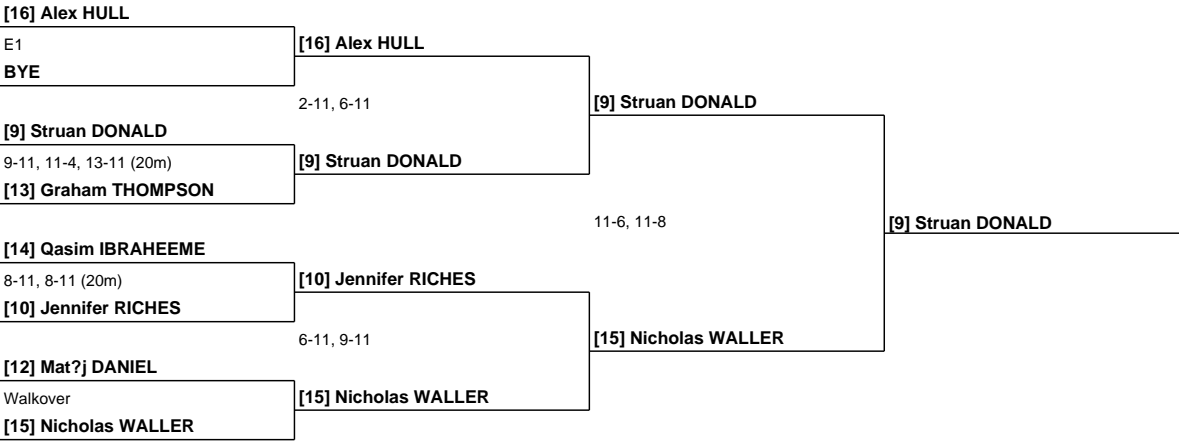 [16] Alex HULL
E1
BYE
[9] Struan DONALD
9-11, 11-4, 13-11 (20m)
[13] Graham THOMPSON
[14] Qasim IBRAHEEME
8-11, 8-11 (20m)
[10] Jennifer RICHES
[12] Mat?j DANIEL
Walkover
[15] Nicholas WALLER
[16] Alex HULL
2-11, 6-11
[9] Struan DONALD
[10] Jennifer RICHES
6-11, 9-11
[15] Nicholas WALLER
[9] Struan DONALD
11-6, 11-8
[15] Nicholas WALLER
[9] Struan DONALD